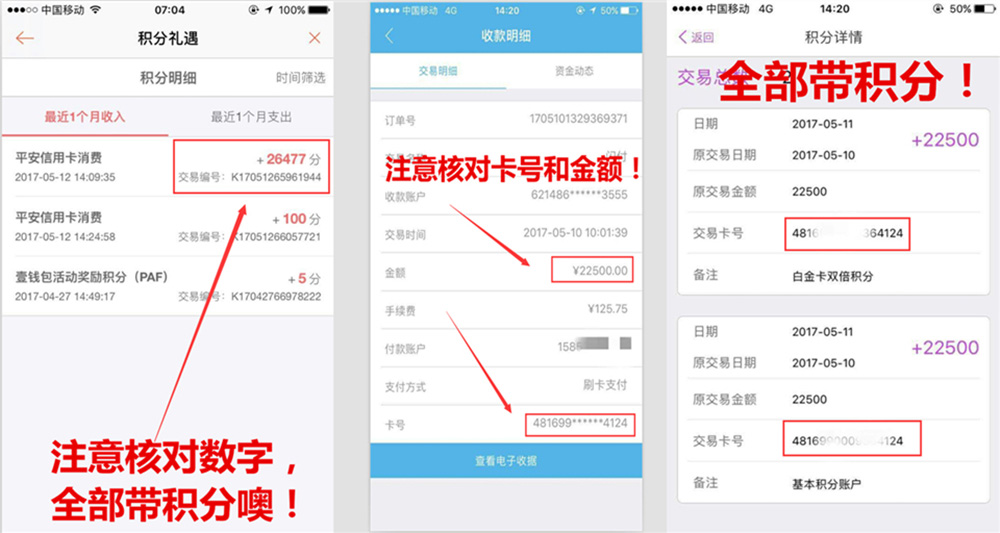 中国移动 07:04 100%
积分礼遇
积分明细 时间筛选
最近1个月收入 最近1个月支出
平安信用卡消费 +26477分
2017-05-12 14:09:35 交易编号: K17051265961944
平安信用卡消费 +100分
2017-05-12 14:24:58 交易编号: K17051266057721
壹钱包活动奖励积分（PAF） +5分
2017-04-27 14:49:17 交易编号: K17042766978222
注意核对数字，
全部带积分噢！
中国移动 4G 14:20 50%
收款明细
交易明细 资金动态
订单号 1705101329369371
注意核对卡号和金额！
收款账户 621486******3555
交易时间 2017-05-10 10:01:39
金额 ¥22500.00
手续费 ¥125.75
付款账户 158
支付方式 刷卡支付
卡号 481699******4124
查看电子收据
中国移动 4G 14:20 50%
返回 积分详情
交易总
全部带积分！
日期 2017-05-11
+22500
原交易日期 2017-05-10
原交易金额 22500
交易卡号 4816 4124
备注 白金卡双倍积分
日期 2017-05-11
+22500
原交易日期 2017-05-10
原交易金额 22500
交易卡号 48169 4124
备注 基本积分账户